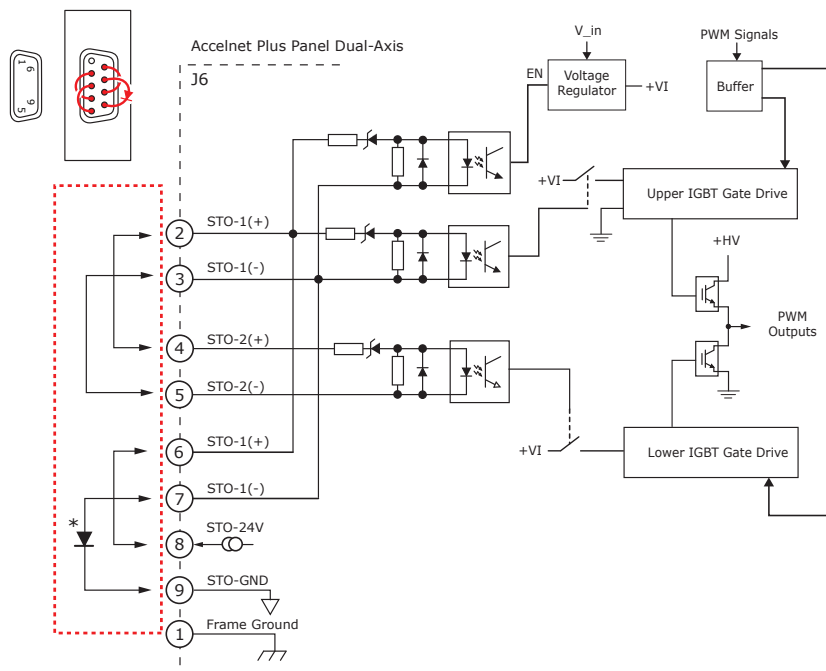 1
6
9
5
Accelnet Plus Panel Dual-Axis
J6
V_in
EN
Voltage
Regulator
+VI
PWM Signals
Buffer
+VI
Upper IGBT Gate Drive
+HV
PWM
Outputs
2
STO-1(+)
3
STO-1(-)
4
STO-2(+)
5
STO-2(-)
+VI
Lower IGBT Gate Drive
6
STO-1(+)
7
STO-1(-)
*
8
STO-24V
9
STO-GND
1
Frame Ground